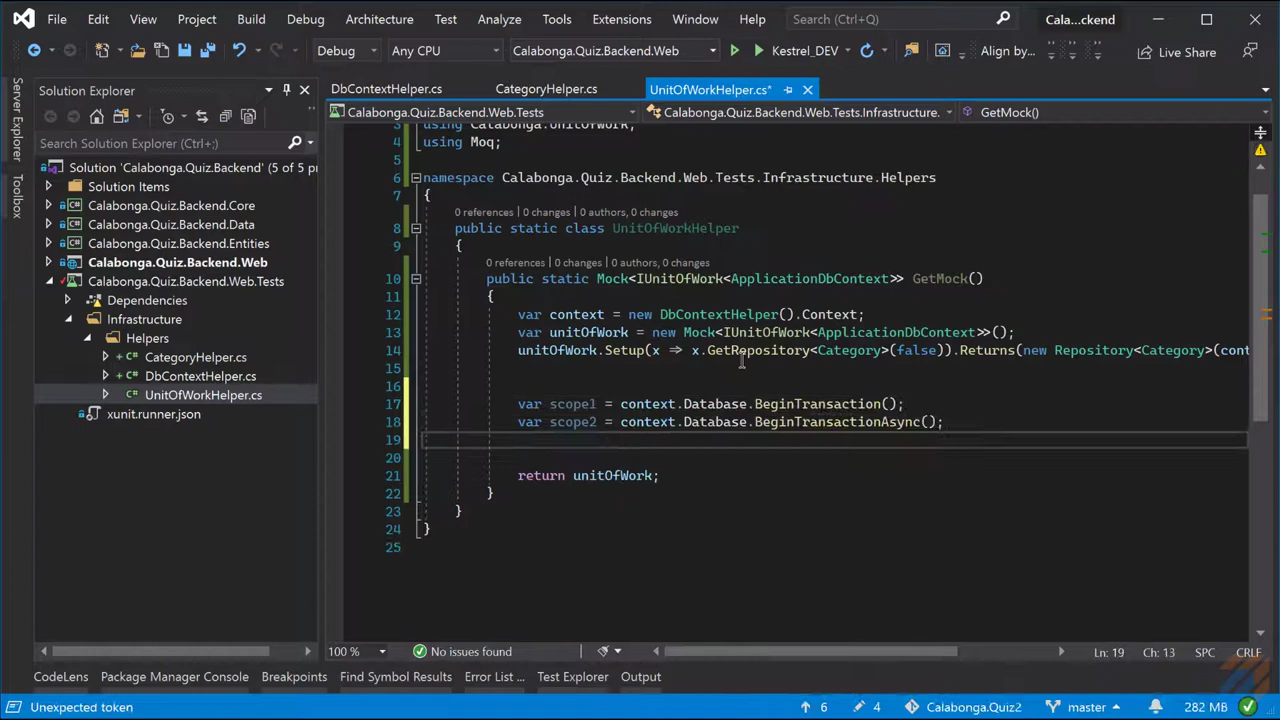 File Edit View Project Build Debug Architecture Test Analyze Tools Extensions Window Help Search (Ctrl+Q) Cala...ckend
Debug Any CPU Calabonga.Quiz.Backend.Web Kestrel_DEV Align by... Live Share
Server Explorer
Toolbox
Solution Explorer
Search Solution Explorer (Ctrl+;)
Solution 'Calabonga.Quiz.Backend' (5 of 5 pr
Solution Items
Calabonga.Quiz.Backend.Core
Calabonga.Quiz.Backend.Data
Calabonga.Quiz.Backend.Entities
Calabonga.Quiz.Backend.Web
Calabonga.Quiz.Backend.Web.Tests
Dependencies
Infrastructure
Helpers
+ C# CategoryHelper.cs
+ C# DbContextHelper.cs
C# UnitOfWorkHelper.cs
xunit.runner.json
DbContextHelper.cs CategoryHelper.cs UnitOfWorkHelper.cs*
Calabonga.Quiz.Backend.Web.Tests Calabonga.Quiz.Backend.Web.Tests.Infrastructure. GetMock()
3 using Calabonga.UnitOfWork;
4 using Moq;
5
6 namespace Calabonga.Quiz.Backend.Web.Tests.Infrastructure.Helpers
7 {
0 references | 0 changes | 0 authors, 0 changes
8 public static class UnitOfWorkHelper
9 {
0 references | 0 changes | 0 authors, 0 changes
10 public static Mock<IUnitOfWork<ApplicationDbContext>> GetMock()
11 {
12 var context = new DbContextHelper().Context;
13 var unitOfWork = new Mock<IUnitOfWork<ApplicationDbContext>>();
14 unitOfWork.Setup(x => x.GetRepository<Category>(false)).Returns(new Repository<Category>(cont
15
16
17 var scope1 = context.Database.BeginTransaction();
18 var scope2 = context.Database.BeginTransactionAsync();
19
20
21 return unitOfWork;
22 }
23 }
24 }
25
100 % No issues found Ln: 19 Ch: 13 SPC CRLF
CodeLens Package Manager Console Breakpoints Find Symbol Results Error List ... Test Explorer Output
Unexpected token 6 4 Calabonga.Quiz2 master 282 MB